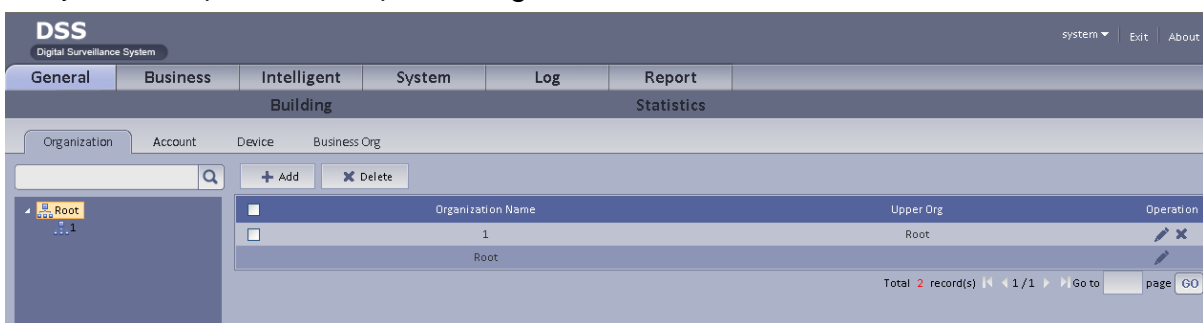 DSS
Digital Surveillance System
system Exit About
General Business Intelligent System Log Report
Building Statistics
Organization Account Device Business Org
Add Delete
Root
1
Organization Name Upper Org Operation
1 Root
Root
Total 2 record(s) 1/1 Go to page GO